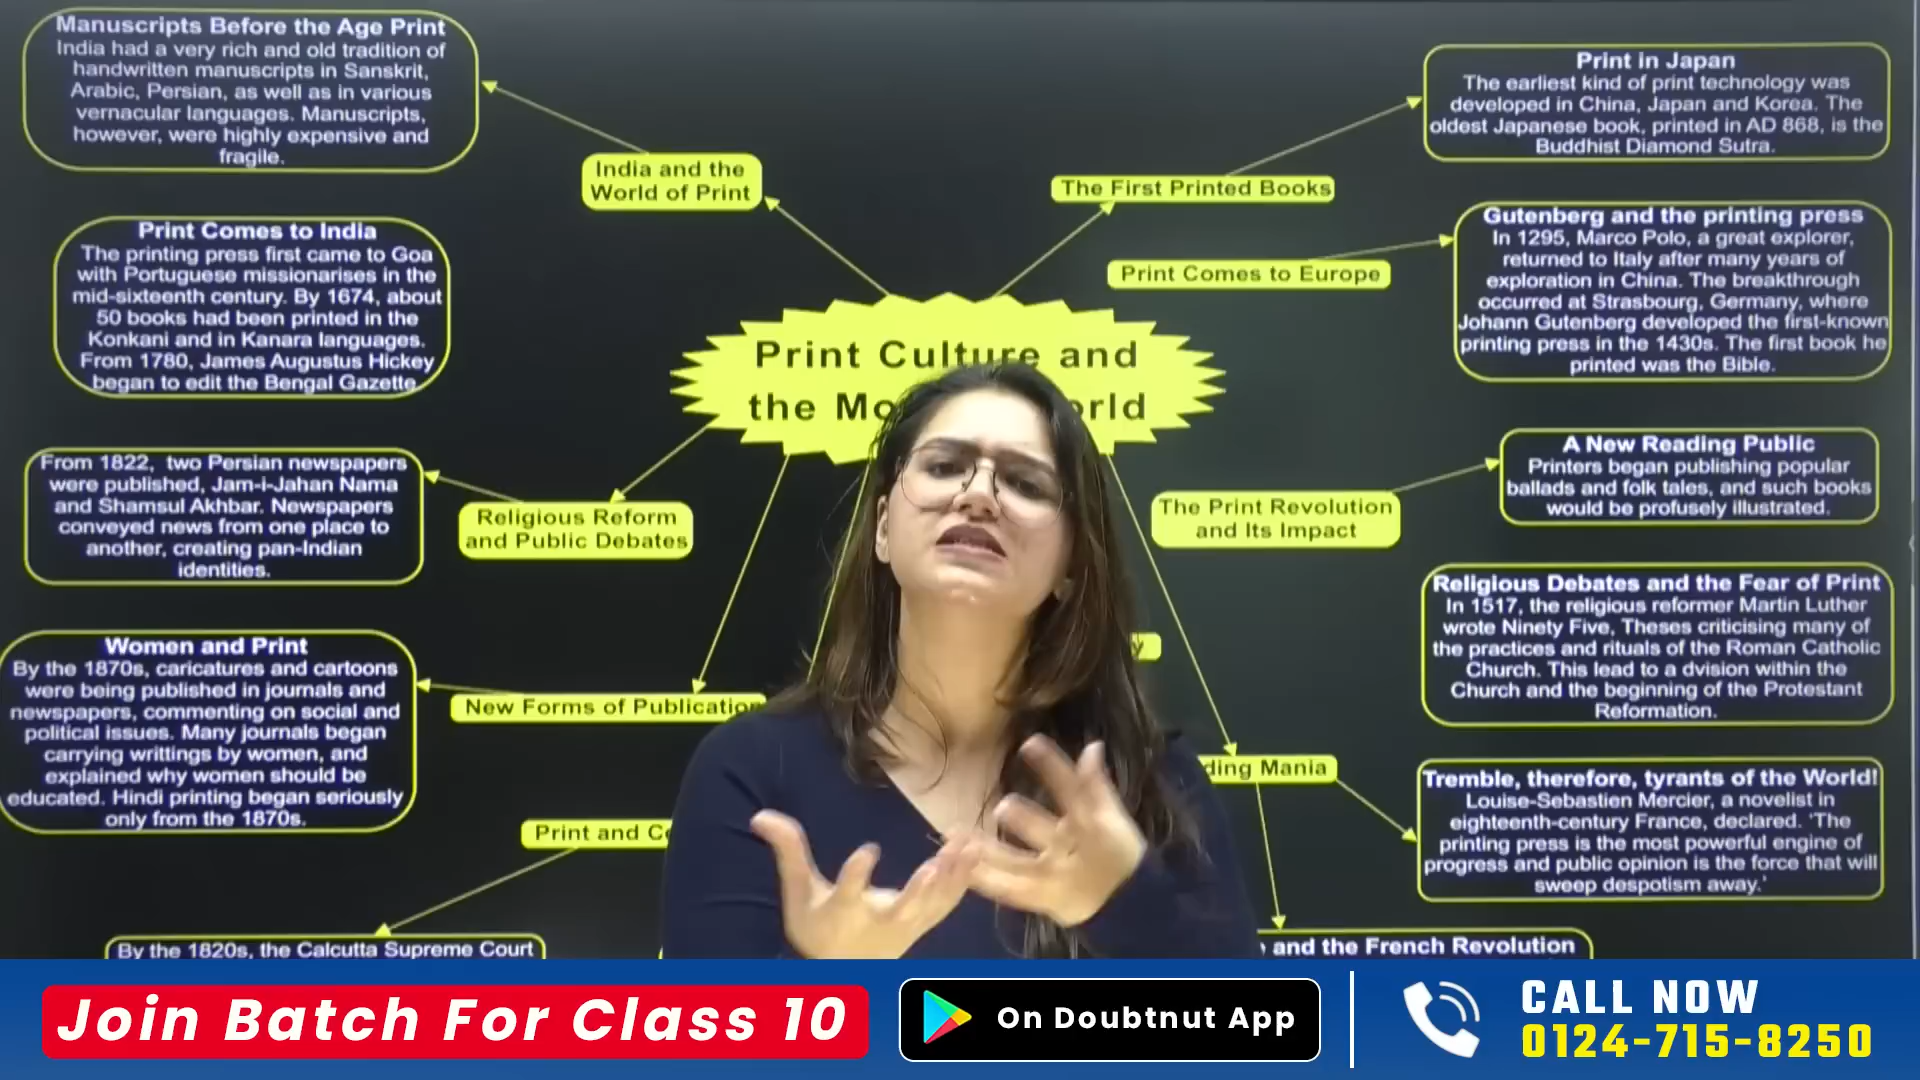 Manuscripts Before the Age Print
India had a very rich and old tradition of
handwritten manuscripts in Sanskrit,
Arabic, Persian, as well as in various
vernacular languages. Manuscripts,
however, were highly expensive and
fragile.
India and the
World of Print
Print Comes to India
The printing press first came to Goa
with Portuguese missionarises in the
mid-sixteenth century. By 1674, about
50 books had been printed in the
Konkani and in Kanara languages.
From 1780, James Augustus Hickey
began to edit the Bengal Gazette
From 1822, two Persian newspapers
were published, Jam-i-Jahan Nama
and Shamsul Akhbar. Newspapers
conveyed news from one place to
another, creating pan-Indian
identities.
Religious Reform
and Public Debates
Women and Print
By the 1870s, caricatures and cartoons
were being published in journals and
newspapers, commenting on social and
political issues. Many journals began
carrying writtings by women, and
explained why women should be
educated. Hindi printing began seriously
only from the 1870s.
New Forms of Publication
Print and
By the 1820s, the Calcutta Supreme Court
Print Culture and
the
Print in Japan
The earliest kind of print technology was
developed in China, Japan and Korea. The
oldest Japanese book, printed in AD 868, is the
Buddhist Diamond Sutra.
The First Printed Books
Print Comes to Europe
Gutenberg and the printing press
In 1295, Marco Polo, a great explorer,
returned to Italy after many years of
exploration in China. The breakthrough
occurred at Strasbourg, Germany, where
Johann Gutenberg developed the first-known
printing press in the 1430s. The first book he
printed was the Bible.
The Print Revolution
and Its Impact
A New Reading Public
Printers began publishing popular
ballads and folk tales, and such books
would be profusely illustrated.
Religious Debates and the Fear of Print
In 1517, the religious reformer Martin Luther
wrote Ninety Five, Theses criticising many of
the practices and rituals of the Roman Catholic
Church. This lead to a dvision within the
Church and the beginning of the Protestant
Reformation.
Mania
Tremble, therefore, tyrants of the World!
Louise-Sebastien Mercier, a novelist in
eighteenth-century France, declared. 'The
printing press is the most powerful engine of
progress and public opinion is the force that will
sweep despotism away.'
and the French Revolution
Join Batch For Class 10
On Doubtnut App
CALL NOW
0124-715-8250